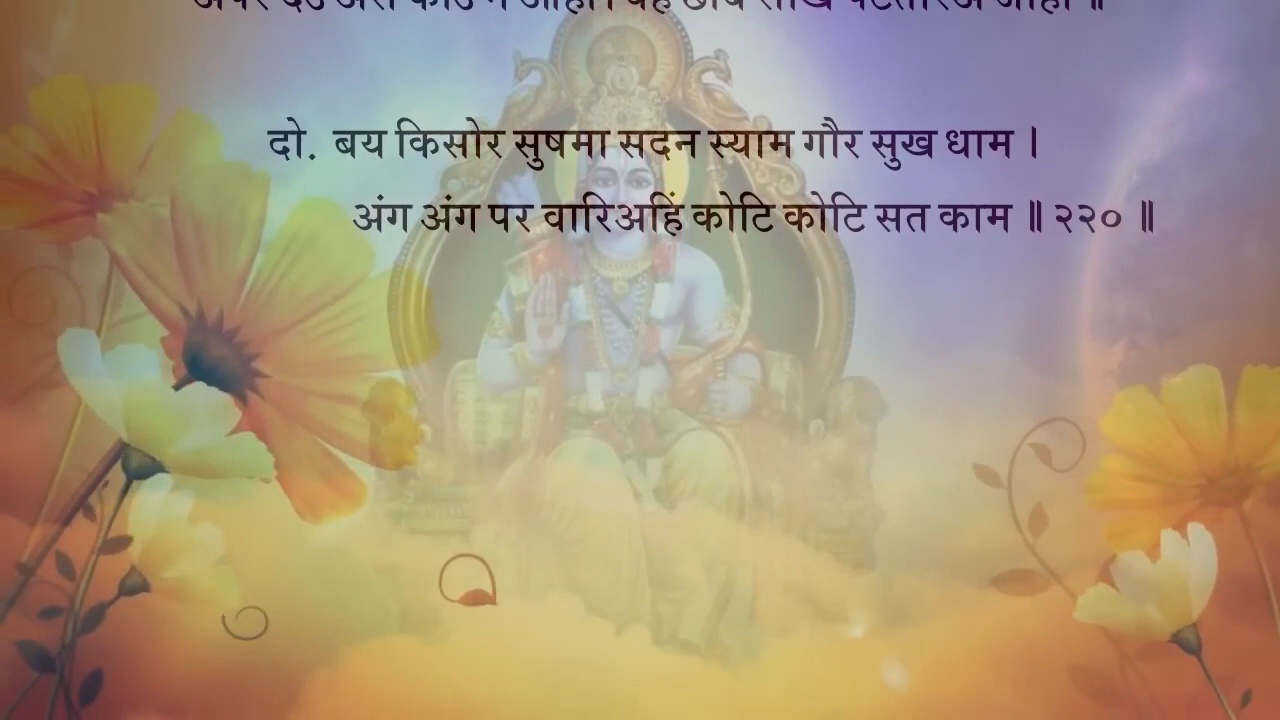 दो. बय किसोर सुषमा सदन स्याम गौर सुख धाम ।
अंग अंग पर वारिअहिं कोटि कोटि सत काम ॥ २२० ॥